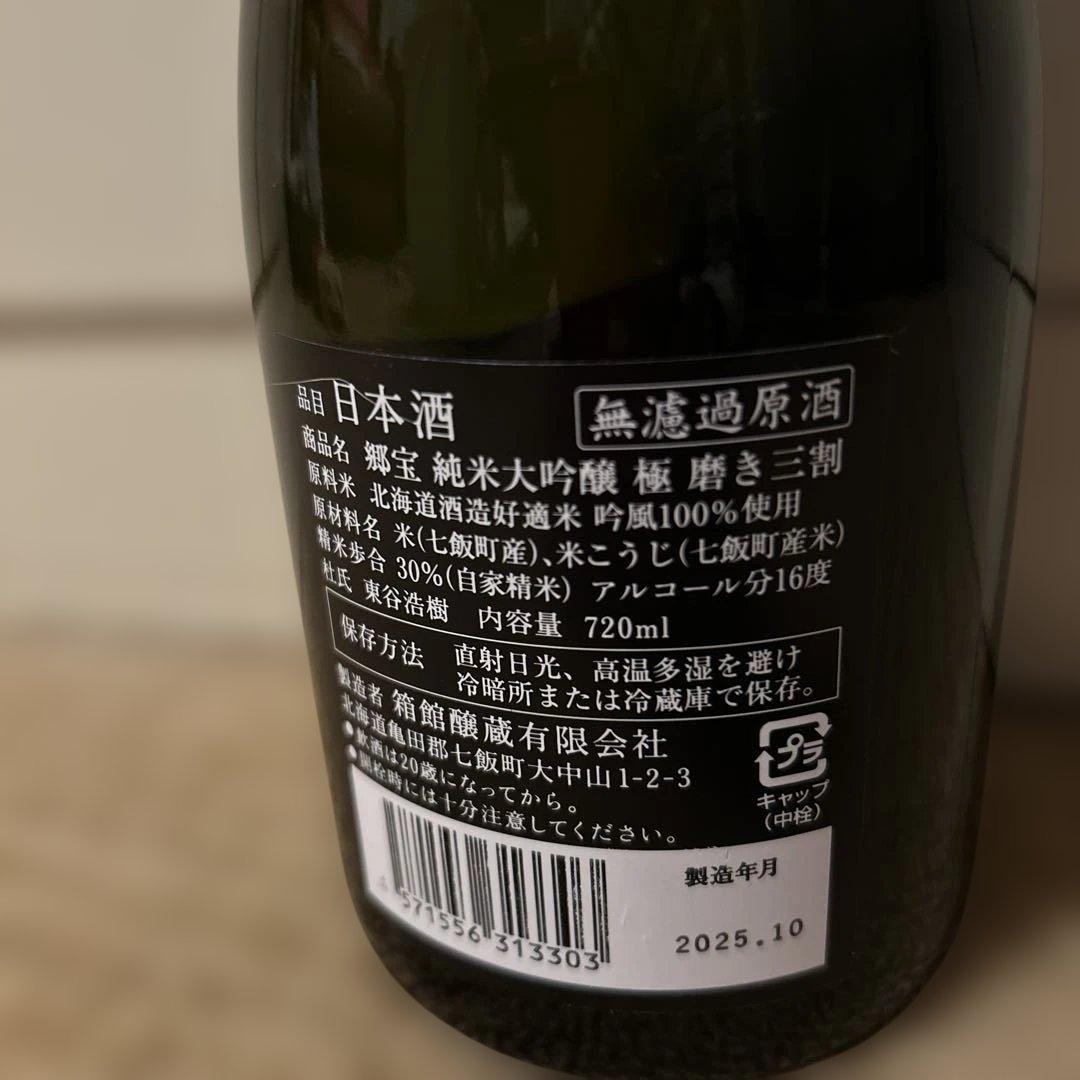 品目 日本酒 無濾過原酒
商品名 郷宝 純米大吟醸 極 磨き三割
原料米 北海道酒造好適米 吟風100%使用
原材料名 米(七飯町産)、米こうじ(七飯町産米)
精米歩合 30%(自家精米) アルコール分16度
杜氏 東谷浩樹 内容量 720ml
保存方法 直射日光、高温多湿を避け
冷暗所または冷蔵庫で保存。
製造者 箱館醸蔵有限会社
北海道亀田郡七飯町大中山1-2-3
●飲酒は20歳になってから。
●開栓時には十分注意してください。
プラ
キャップ
(中栓)
製造年月
2025.10
4 571556 313303